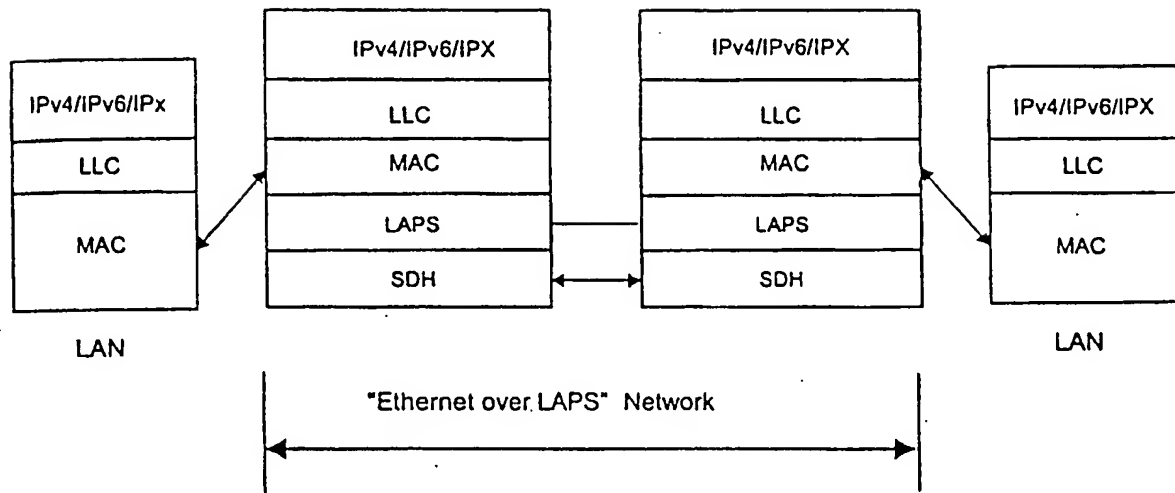 IPv4/IPv6/IPx
LLC
MAC
LAN
IPv4/IPv6/IPX
LLC
MAC
LAPS
SDH
IPv4/IPv6/IPX
LLC
MAC
LAPS
SDH
IPv4/IPv6/IPX
LLC
MAC
LAN
"Ethernet over LAPS" Network